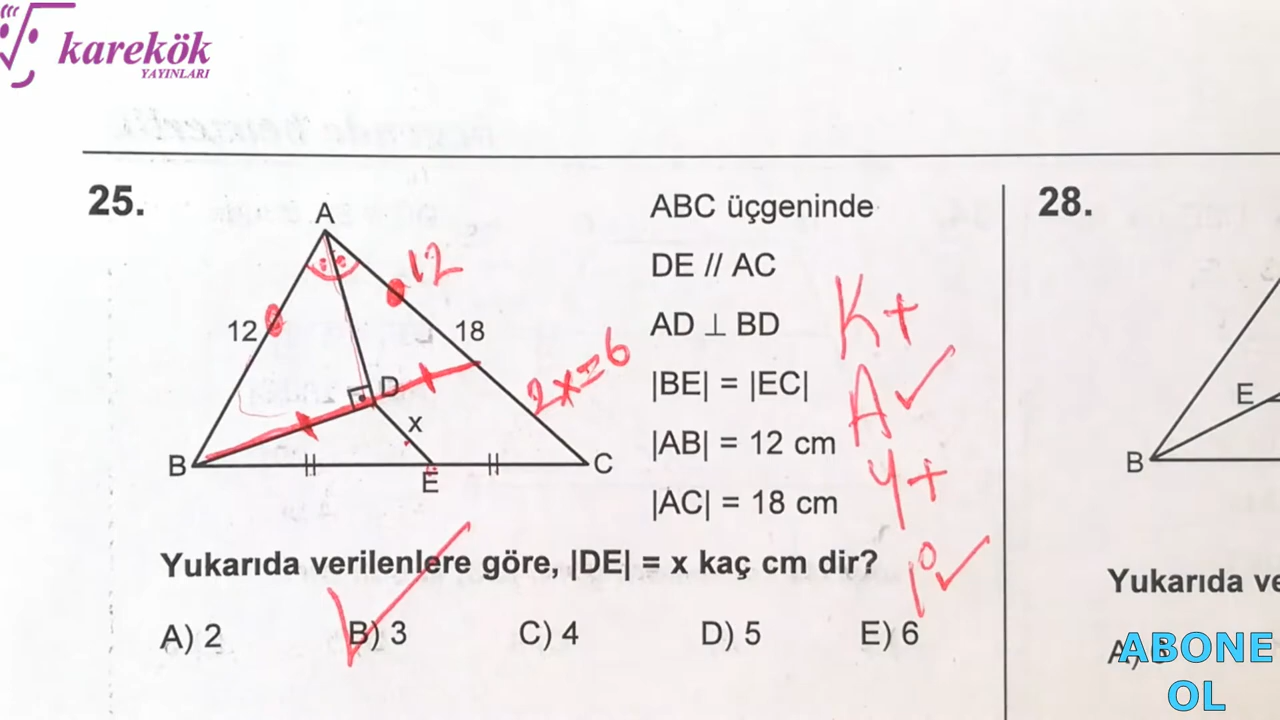 karekök
YAYINLARI
25.
A
12
12
18
2x=6
D
x
B
E
C
ABC üçgeninde
DE // AC
AD ⊥ BD
|BE| = |EC|
|AB| = 12 cm
|AC| = 18 cm
K+
A✓
Y+
1⁰✓
Yukarıda verilenlere göre, |DE| = x kaç cm dir?
A) 2 B) 3 C) 4 D) 5 E) 6
28.
E
B
Yukarıda ve
A)
ABONE
OL